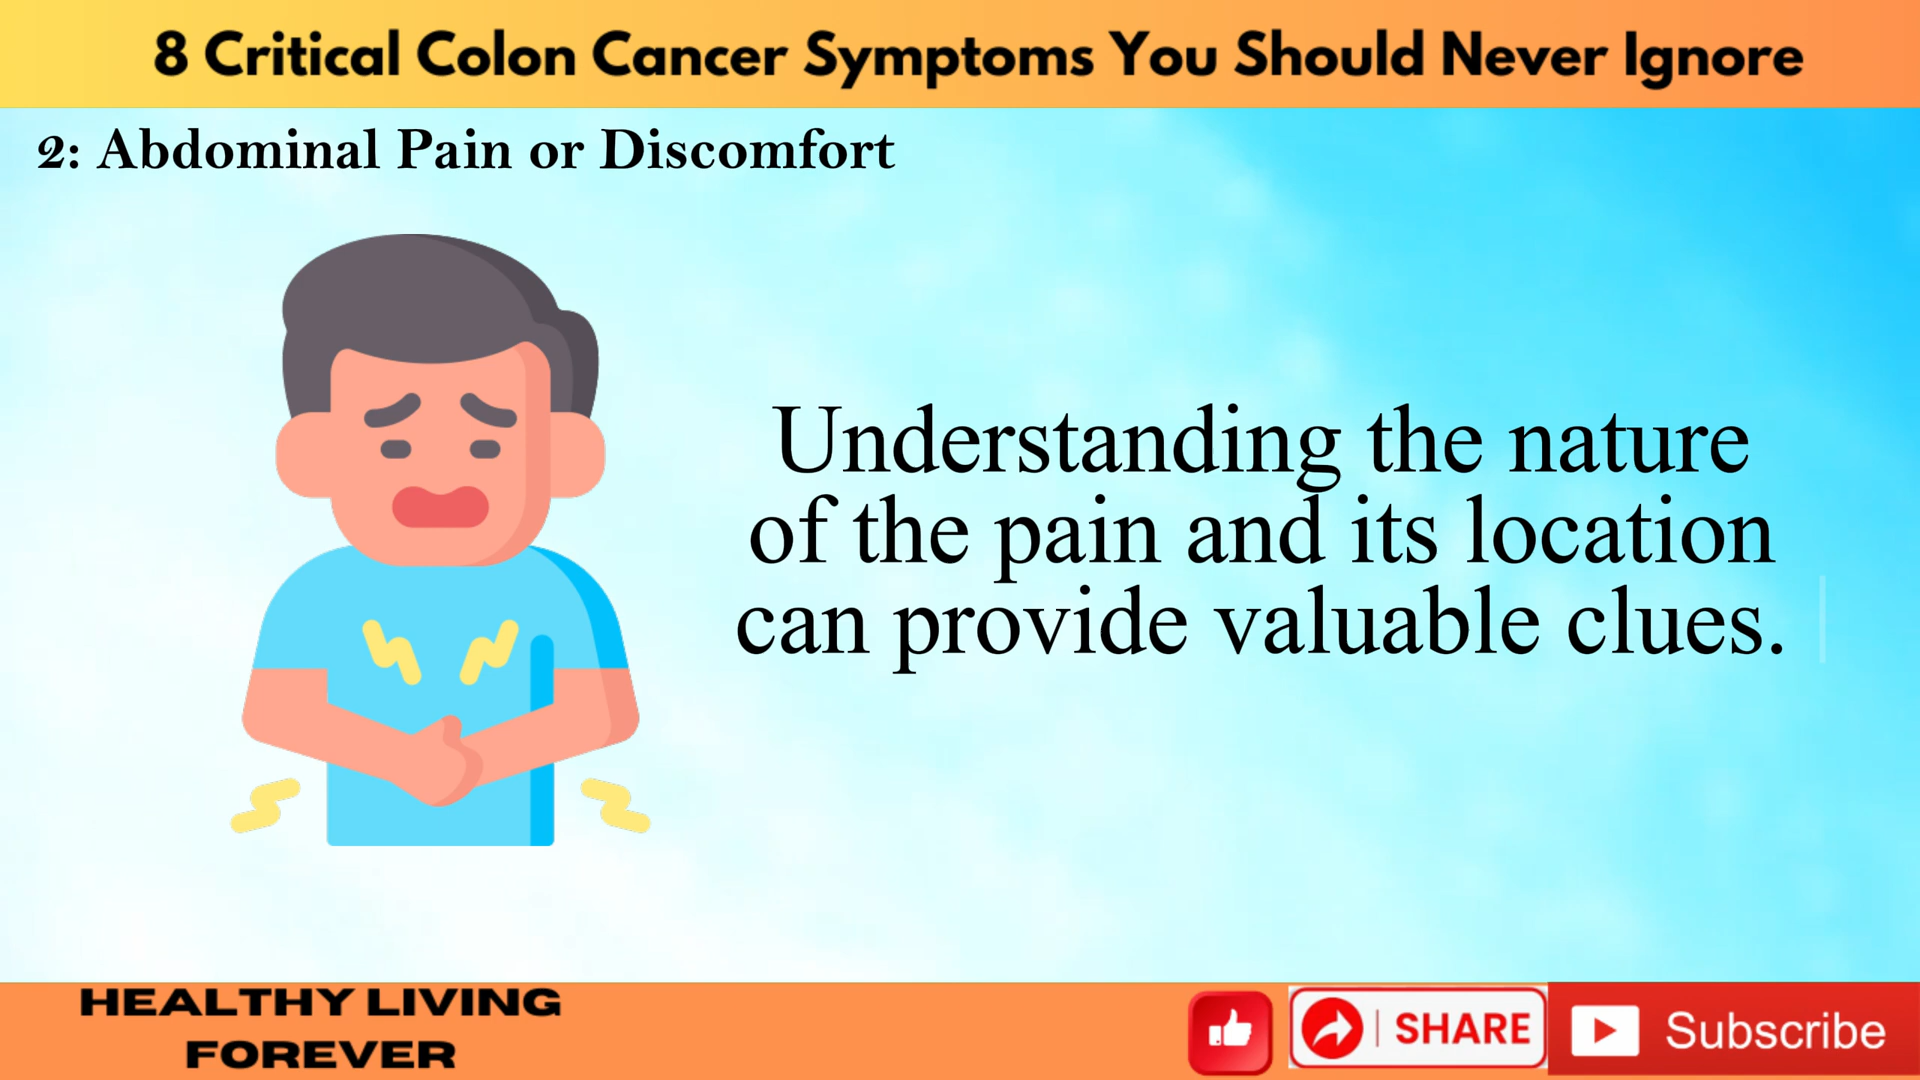 8 Critical Colon Cancer Symptoms You Should Never Ignore
2: Abdominal Pain or Discomfort
Understanding the nature
of the pain and its location
can provide valuable clues.
HEALTHY LIVING
FOREVER
SHARE
Subscribe